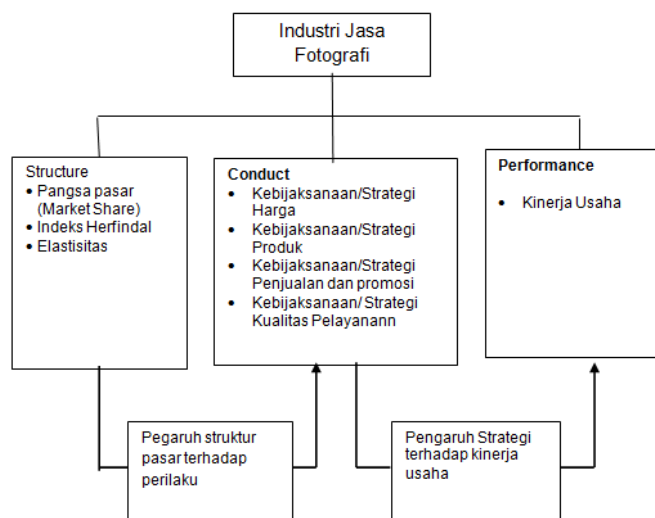 Industri Jasa
Fotografi
Structure
• Pangsa pasar
(Market Share)
• Indeks Herfindal
• Elastisitas
Conduct
• Kebijaksanaan/Strategi
Harga
• Kebijaksanaan/Strategi
Produk
• Kebijaksanaan/Strategi
Penjualan dan promosi
• Kebijaksanaan/ Strategi
Kualitas Pelayanann
Performance
• Kinerja Usaha
Pegaruh struktur
pasar terhadap
perilaku
Pengaruh Strategi
terhadap kinerja
usaha